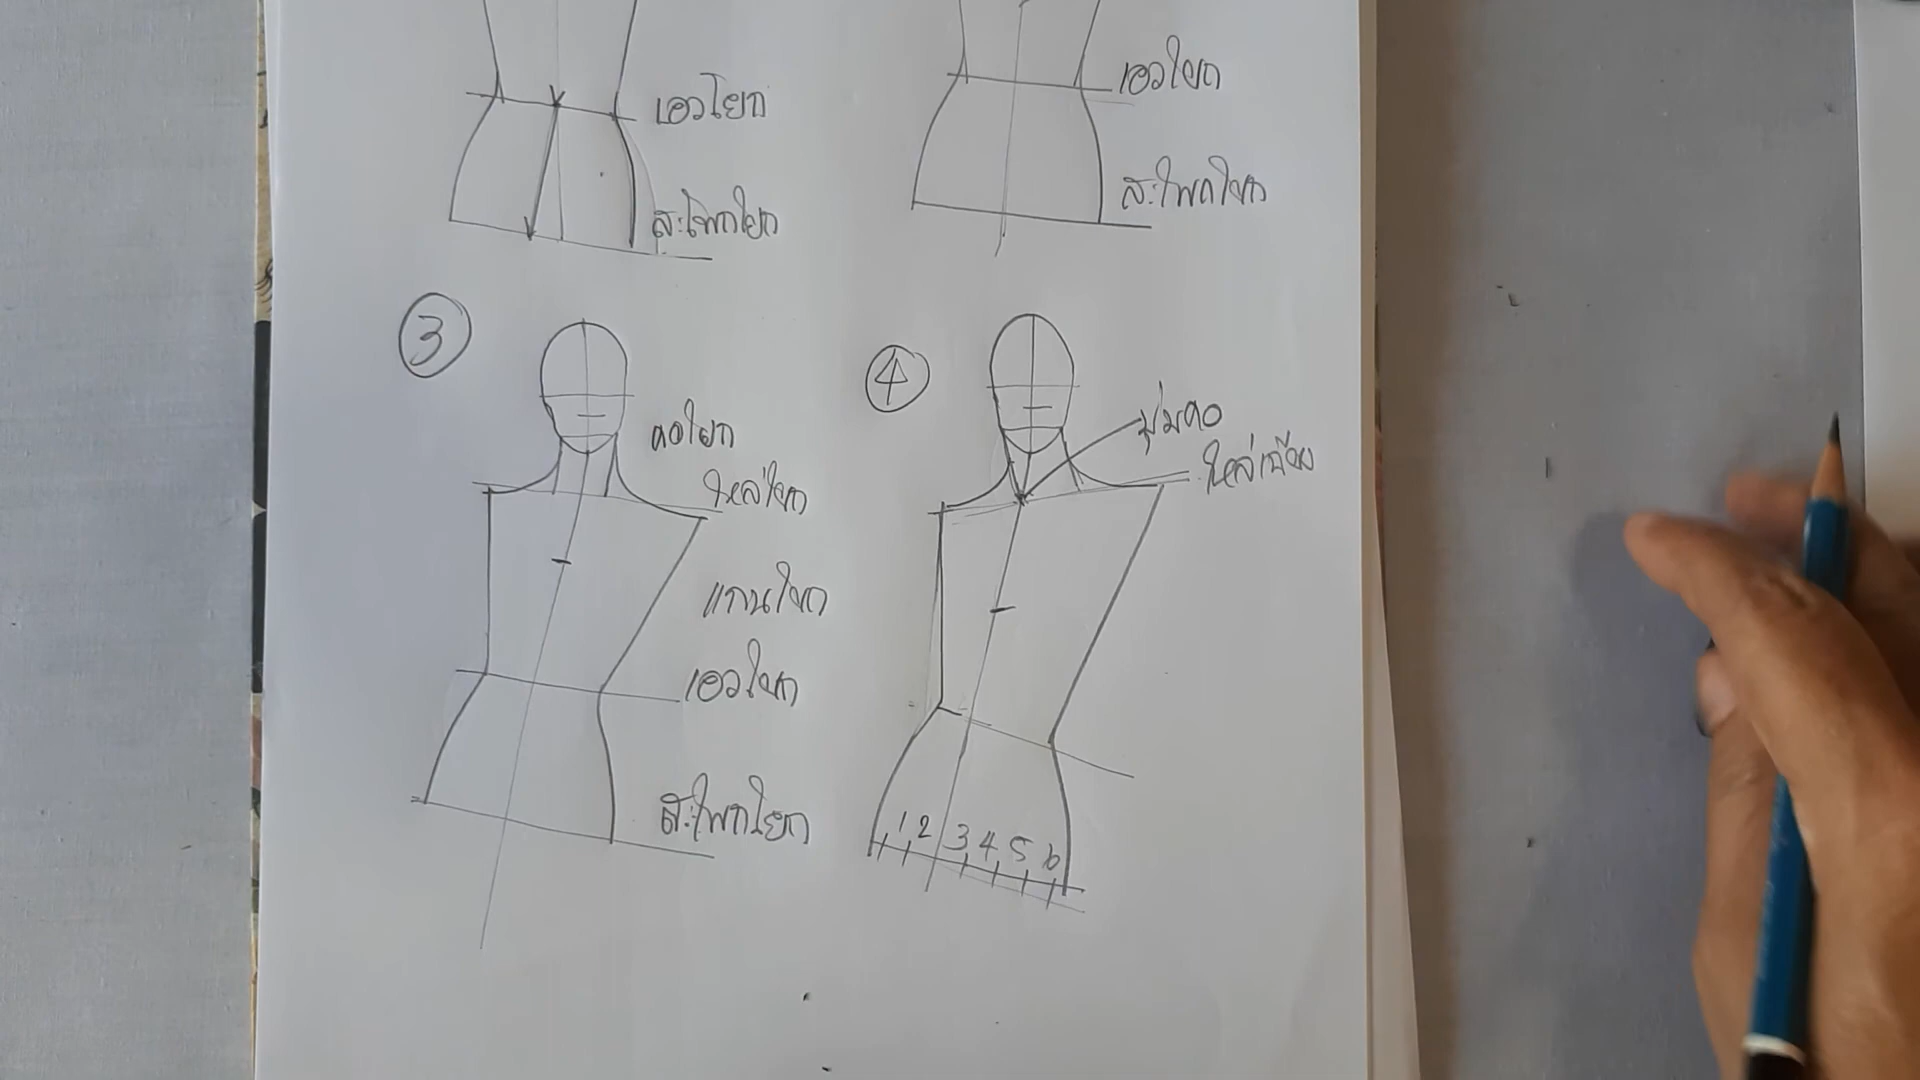 เอวโยก
สะโพกโยก
เอวโยก
สะโพกโยก
3
คอโยก
ไหล่โยก
แกนโยก
เอวโยก
สะโพกโยก
4
มุมคอ
ไหล่เฉียง
1 2 3 4 5 6